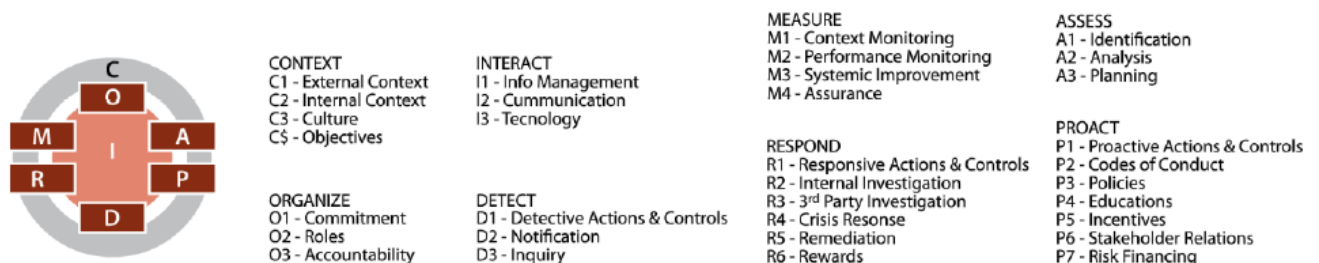 C
O
M
A
I
R
P
D
CONTEXT
C1 - External Context
C2 - Internal Context
C3 - Culture
C$ - Objectives
ORGANIZE
O1 - Commitment
O2 - Roles
O3 - Accountability
INTERACT
I1 - Info Management
I2 - Cummunication
I3 - Tecnology
DETECT
D1 - Detective Actions & Controls
D2 - Notification
D3 - Inquiry
MEASURE
M1 - Context Monitoring
M2 - Performance Monitoring
M3 - Systemic Improvement
M4 - Assurance
RESPOND
R1 - Responsive Actions & Controls
R2 - Internal Investigation
R3 - 3rd Party Investigation
R4 - Crisis Resonse
R5 - Remediation
R6 - Rewards
ASSESS
A1 - Identification
A2 - Analysis
A3 - Planning
PROACT
P1 - Proactive Actions & Controls
P2 - Codes of Conduct
P3 - Policies
P4 - Educations
P5 - Incentives
P6 - Stakeholder Relations
P7 - Risk Financing